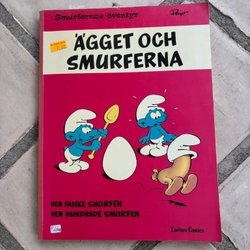 Smurfernas äventyr
Peyo
ÄGGET OCH
SMURFERNA
DEN FALSKE SMURFEN
DEN HUNDRADE SMURFEN
Carlsen Comics